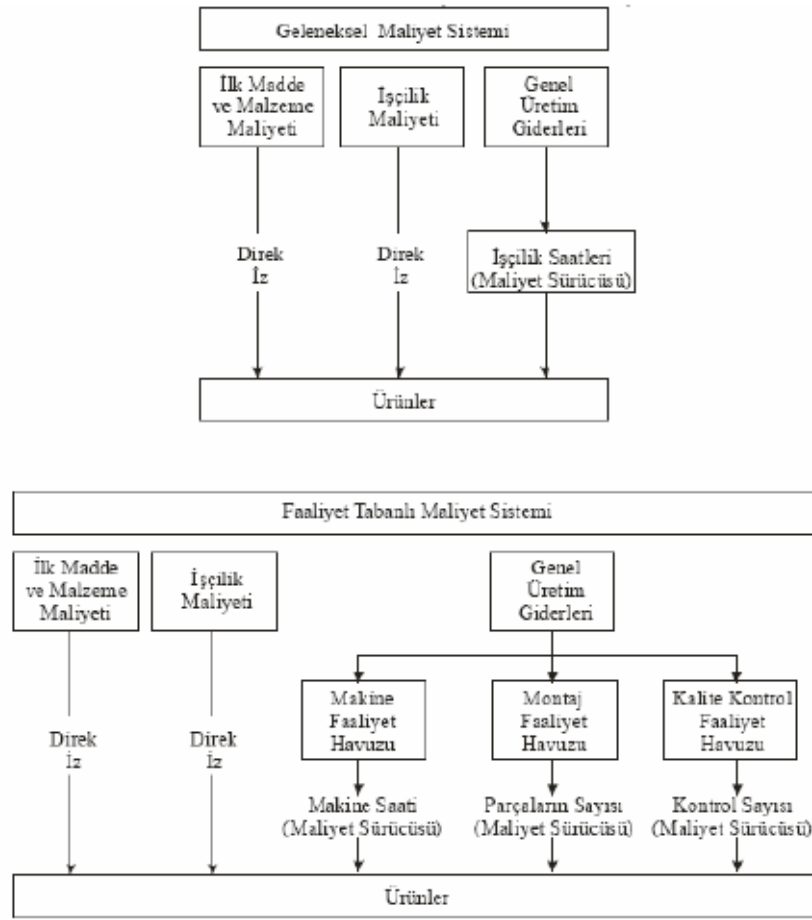 Geleneksel Maliyet Sistemi
İlk Madde
ve Malzeme
Maliyeti
İşçilik
Maliyeti
Genel
Üretim
Giderleri
Direk
İz
Direk
İz
İşçilik Saatleri
(Maliyet Sürücüsü)
Ürünler
Faaliyet Tabanlı Maliyet Sistemi
İlk Madde
ve Malzeme
Maliyeti
İşçilik
Maliyeti
Genel
Üretim
Giderleri
Makine
Faaliyet
Havuzu
Montaj
Faaliyet
Havuzu
Kalite Kontrol
Faaliyet
Havuzu
Direk
İz
Direk
İz
Makine Saati
(Maliyet Sürücüsü)
Parçaların Sayısı
(Maliyet Sürücüsü)
Kontrol Sayısı
(Maliyet Sürücüsü)
Ürünler